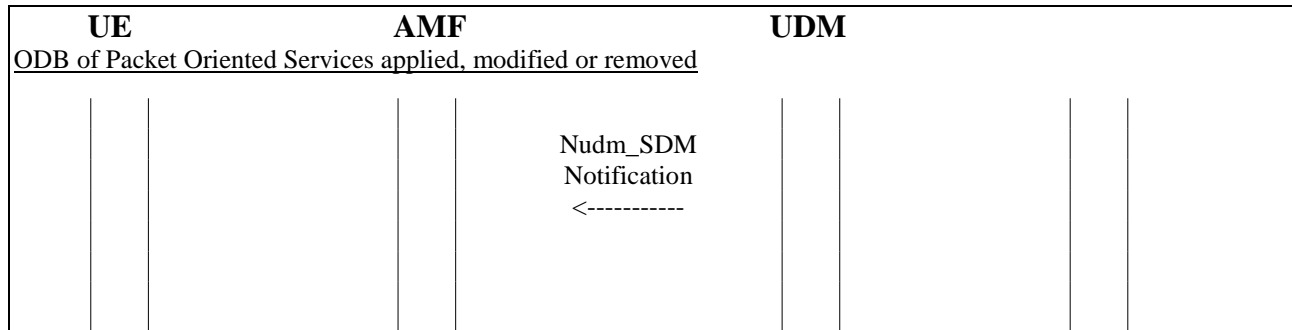 UE AMF UDM
ODB of Packet Oriented Services applied, modified or removed
Nudm_SDM
Notification
<-----------